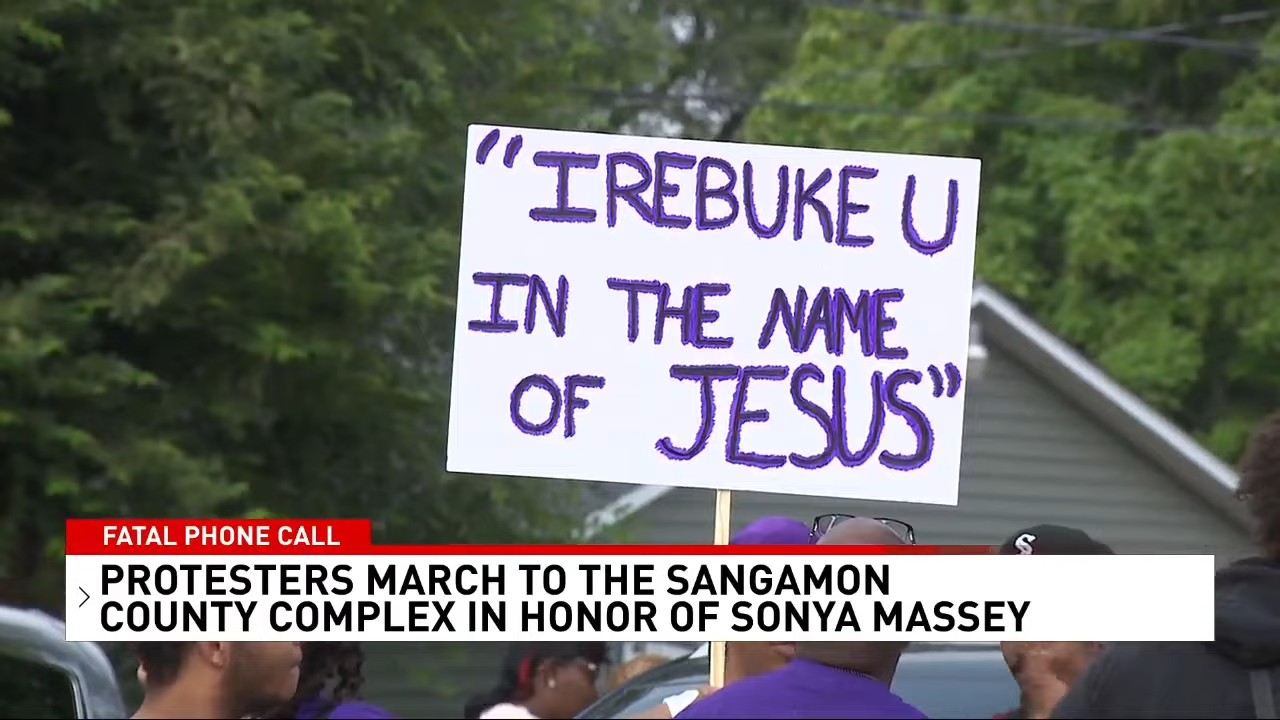 "I REBUKE U
IN THE NAME
OF JESUS"
FATAL PHONE CALL
PROTESTERS MARCH TO THE SANGAMON
COUNTY COMPLEX IN HONOR OF SONYA MASSEY